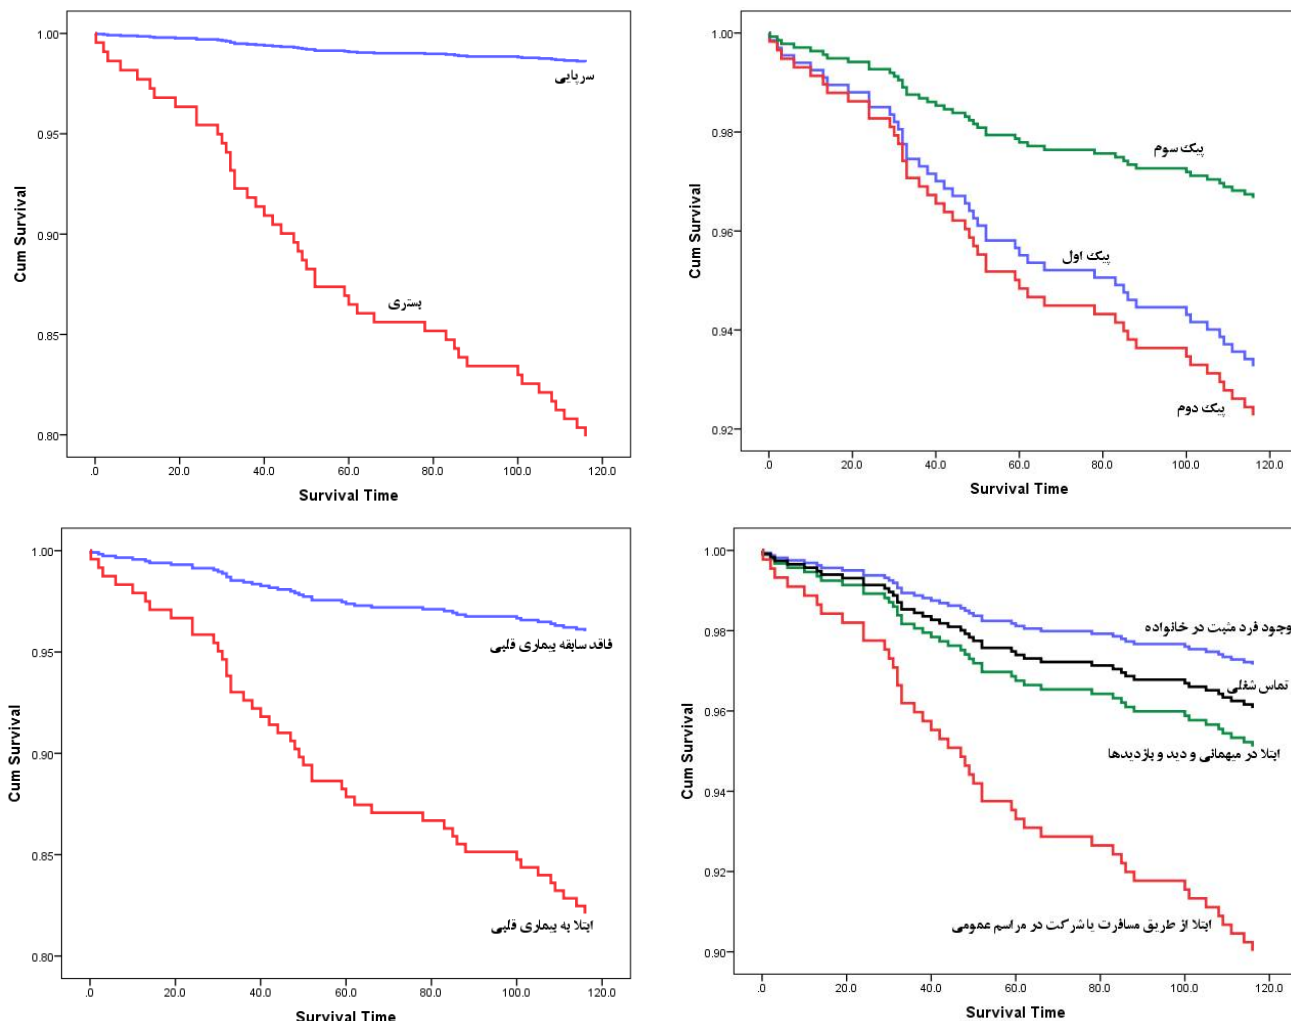 1.00
0.95
0.90
0.85
0.80
Cum Survival
سرپایی
بستری
.0 20.0 40.0 60.0 80.0 100.0 120.0
Survival Time
1.00
0.98
0.96
0.94
0.92
Cum Survival
پیک سوم
پیک اول
پیک دوم
.0 20.0 40.0 60.0 80.0 100.0 120.0
Survival Time
1.00
0.95
0.90
0.85
0.80
Cum Survival
فاقد سابقه بیماری قلبی
ابتلا به بیماری قلبی
.0 20.0 40.0 60.0 80.0 100.0 120.0
Survival Time
1.00
0.98
0.96
0.94
0.92
0.90
Cum Survival
وجود فرد مثبت در خانواده
تماس شغلی
ابتلا در میهمانی و دید و بازدیدها
ابتلا از طریق مسافرت یا شرکت در مراسم عمومی
.0 20.0 40.0 60.0 80.0 100.0 120.0
Survival Time